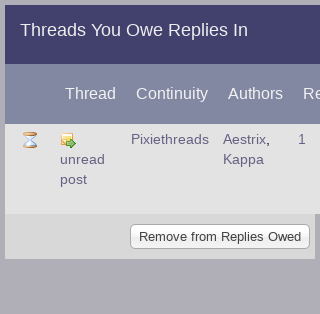 Threads You Owe Replies In
Thread Continuity Authors Re
unread post Pixiethreads Aestrix, Kappa 1
Remove from Replies Owed